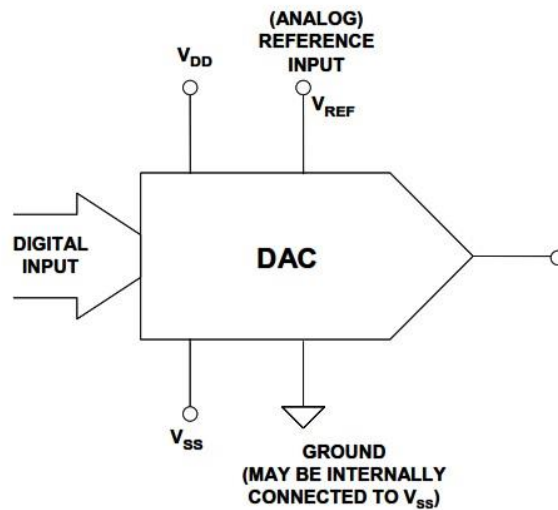 (ANALOG)
REFERENCE
INPUT
VDD
VREF
DIGITAL
INPUT
DAC
VSS
GROUND
(MAY BE INTERNALLY
CONNECTED TO VSS)